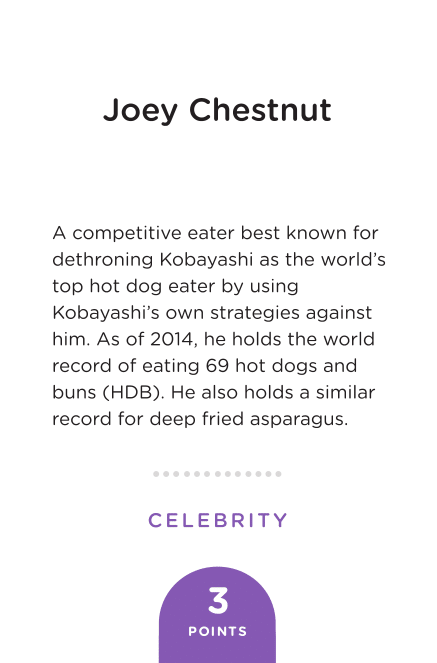 Joey Chestnut
A competitive eater best known for
dethroning Kobayashi as the world’s
top hot dog eater by using
Kobayashi’s own strategies against
him. As of 2014, he holds the world
record of eating 69 hot dogs and
buns (HDB). He also holds a similar
record for deep fried asparagus.
CELEBRITY
3
POINTS